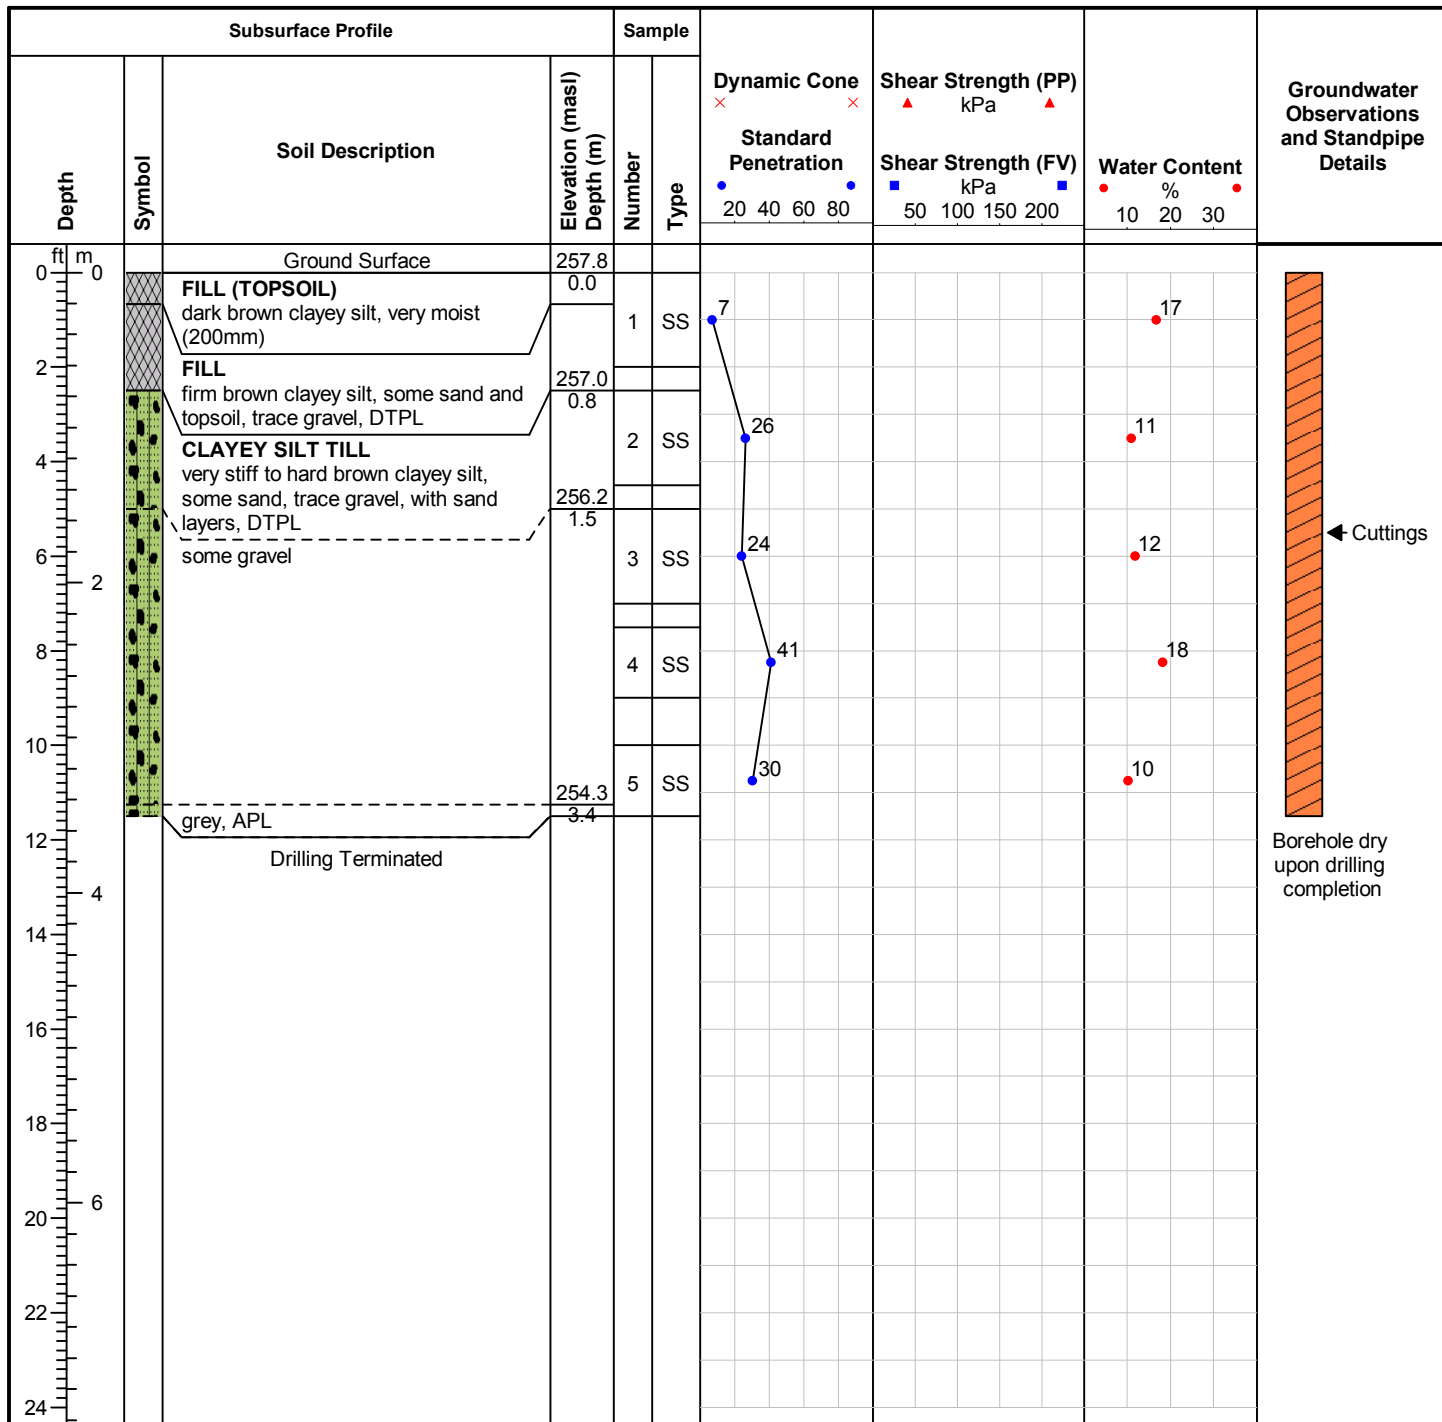 Subsurface Profile
Sample
Depth
Symbol
Soil Description
Elevation (masl)
Depth (m)
Number
Type
Dynamic Cone
Standard
Penetration
20 40 60 80
Shear Strength (PP)
kPa
Shear Strength (FV)
kPa
50 100 150 200
Water Content
%
10 20 30
Groundwater
Observations
and Standpipe
Details
ft m
0 0
2
4
6
2
8
10
12
4
14
16
18
6
20
22
24
Ground Surface
257.8
0.0
FILL (TOPSOIL)
dark brown clayey silt, very moist
(200mm)
FILL
firm brown clayey silt, some sand and
topsoil, trace gravel, DTPL
257.0
0.8
CLAYEY SILT TILL
very stiff to hard brown clayey silt,
some sand, trace gravel, with sand
layers, DTPL
256.2
1.5
some gravel
254.3
3.4
grey, APL
Drilling Terminated
1 SS 7 17
2 SS 26 11
3 SS 24 12
4 SS 41 18
5 SS 30 10
Cuttings
Borehole dry
upon drilling
completion